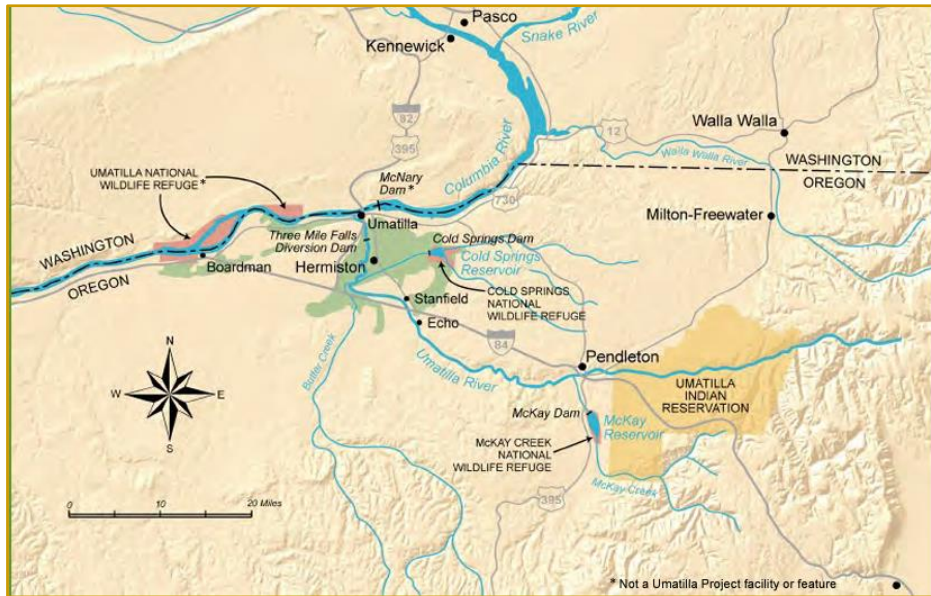 Pasco
Snake River
Kennewick
82
395
Columbia River
12
Walla Walla
Walla Walla River
WASHINGTON
OREGON
UMATILLA NATIONAL
WILDLIFE REFUGE*
McNary
Dam*
730
Umatilla
Milton-Freewater
Three Mile Falls
Diversion Dam
Cold Springs Dam
WASHINGTON
OREGON
Boardman
Hermiston
Cold Springs
Reservoir
COLD SPRINGS
NATIONAL
WILDLIFE REFUGE
Stanfield
Echo
84
Butter Creek
Umatilla River
Pendleton
UMATILLA
INDIAN
RESERVATION
N
W
E
S
McKay Dam
McKay
Reservoir
McKAY CREEK
NATIONAL
WILDLIFE REFUGE
McKay Creek
395
20 Miles
0
10
20 Miles
* Not a Umatilla Project facility or feature